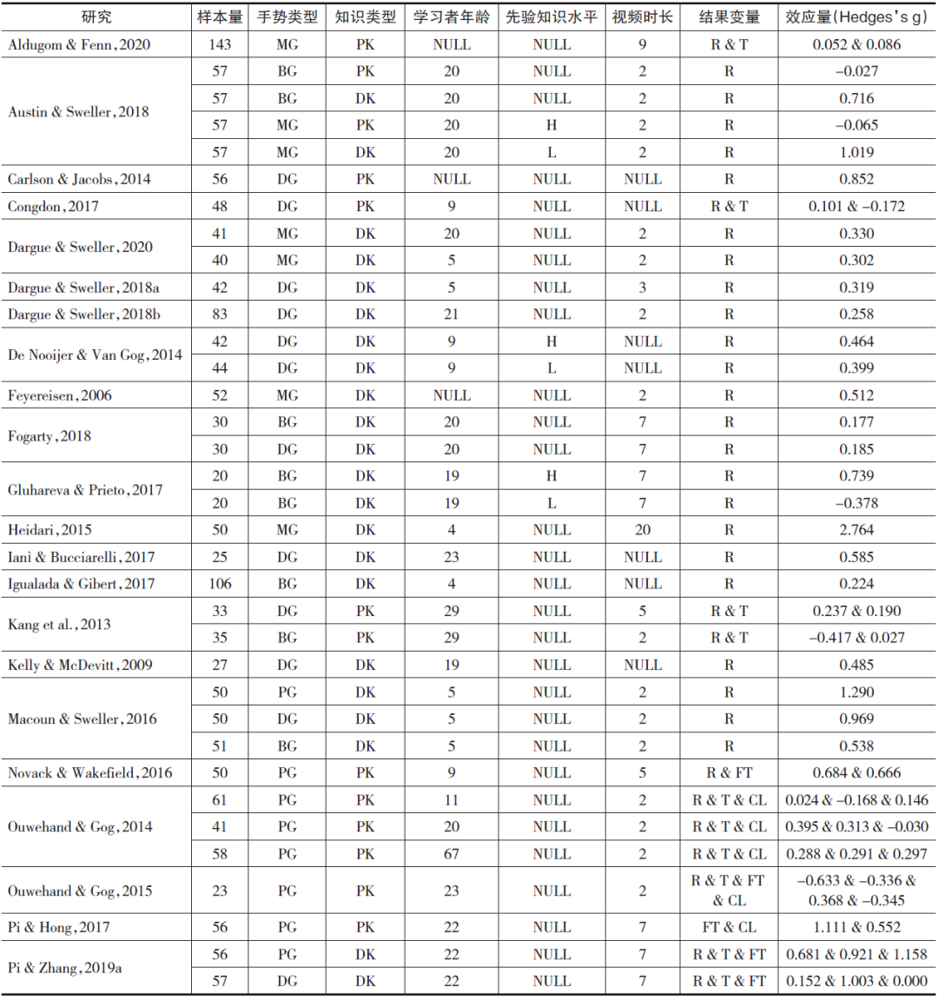 研究 样本量 手势类型 知识类型 学习者年龄 先验知识水平 视频时长 结果变量 效应量(Hedges's g)
Aldugom & Fenn,2020 143 MG PK NULL NULL 9 R & T 0.052 & 0.086
Austin & Sweller,2018 57 BG PK 20 NULL 2 R −0.027
57 BG DK 20 NULL 2 R 0.716
57 MG PK 20 H 2 R −0.065
57 MG DK 20 L 2 R 1.019
Carlson & Jacobs,2014 56 DG PK NULL NULL NULL R 0.852
Congdon,2017 48 DG PK 9 NULL NULL R & T 0.101 & −0.172
Dargue & Sweller,2020 41 MG DK 20 NULL 2 R 0.330
40 MG DK 5 NULL 2 R 0.302
Dargue & Sweller,2018a 42 DG DK 5 NULL 3 R 0.319
Dargue & Sweller,2018b 83 DG DK 21 NULL 2 R 0.258
De Nooijer & Van Gog,2014 42 DG DK 9 H NULL R 0.464
44 DG DK 9 L NULL R 0.399
Feyereisen,2006 52 MG DK NULL NULL 2 R 0.512
Fogarty,2018 30 BG DK 20 NULL 7 R 0.177
30 DG DK 20 NULL 7 R 0.185
Gluhareva & Prieto,2017 20 BG DK 19 H 7 R 0.739
20 BG DK 19 L 7 R −0.378
Heidari,2015 50 MG DK 4 NULL 20 R 2.764
Ianì & Bucciarelli,2017 25 DG DK 23 NULL NULL R 0.585
Igualada & Gibert,2017 106 BG DK 4 NULL NULL R 0.224
Kang et al.,2013 33 DG PK 29 NULL 5 R & T 0.237 & 0.190
35 BG PK 29 NULL 2 R & T −0.417 & 0.027
Kelly & McDevitt,2009 27 DG DK 19 NULL NULL R 0.485
Macoun & Sweller,2016 50 PG DK 5 NULL 2 R 1.290
50 DG DK 5 NULL 2 R 0.969
51 BG DK 5 NULL 2 R 0.538
Novack & Wakefield,2016 50 PG PK 9 NULL 5 R & FT 0.684 & 0.666
Ouwehand & Gog,2014 61 PG PK 11 NULL 2 R & T & CL 0.024 & −0.168 & 0.146
41 PG PK 20 NULL 2 R & T & CL 0.395 & 0.313 & −0.030
58 PG PK 67 NULL 2 R & T & CL 0.288 & 0.291 & 0.297
Ouwehand & Gog,2015 23 PG PK 23 NULL 2 R & T & FT & CL −0.633 & −0.336 & 0.368 & −0.345
Pi & Hong,2017 56 PG PK 22 NULL 7 FT & CL 1.111 & 0.552
Pi & Zhang,2019a 56 PG DK 22 NULL 7 R & T & FT 0.681 & 0.921 & 1.158
57 DG DK 22 NULL 7 R & T & FT 0.152 & 1.003 & 0.000